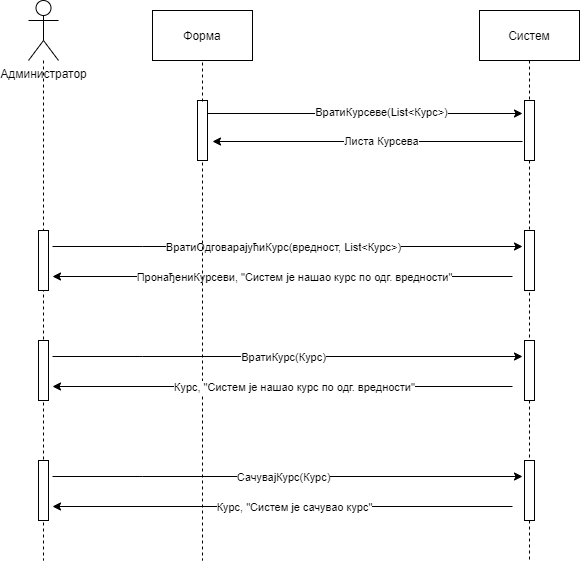 Администратор
Форма
Систем
ВратиКурсеве(List<Курс>)
Листа Курсева
ВратиОдговарајућиКурс(вредност, List<Курс>)
ПронађениКурсеви, "Систем је нашао курс по одг. вредности"
ВратиКурс(Курс)
Курс, "Систем је нашао курс по одг. вредности"
СачувајКурс(Курс)
Курс, "Систем је сачувао курс"